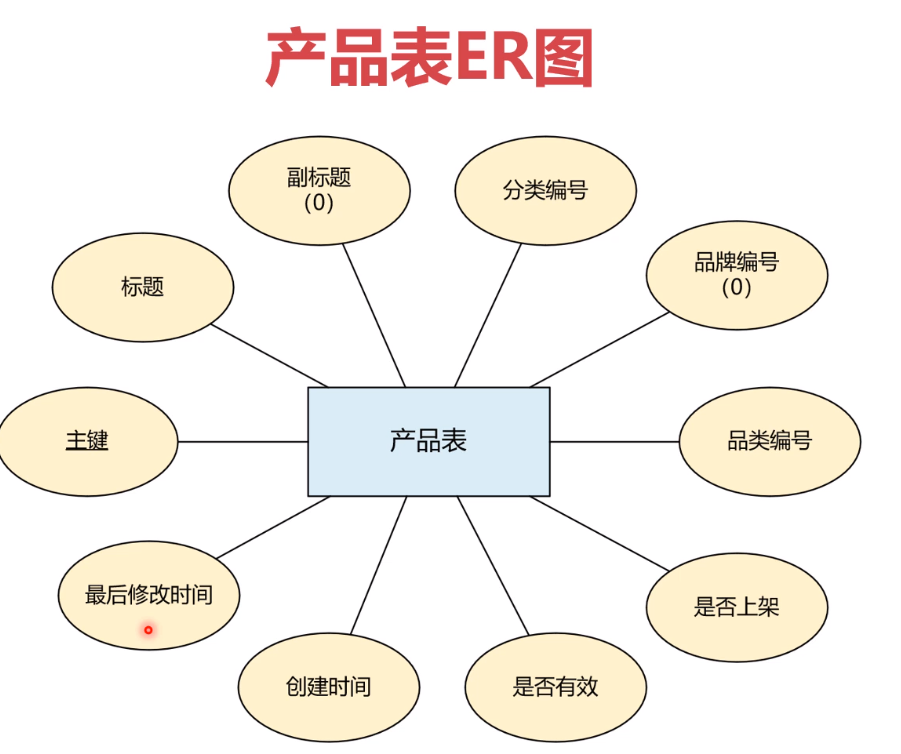 产品表ER图
副标题
(O)
分类编号
品牌编号
(O)
标题
主键
产品表
品类编号
最后修改时间
是否上架
创建时间
是否有效